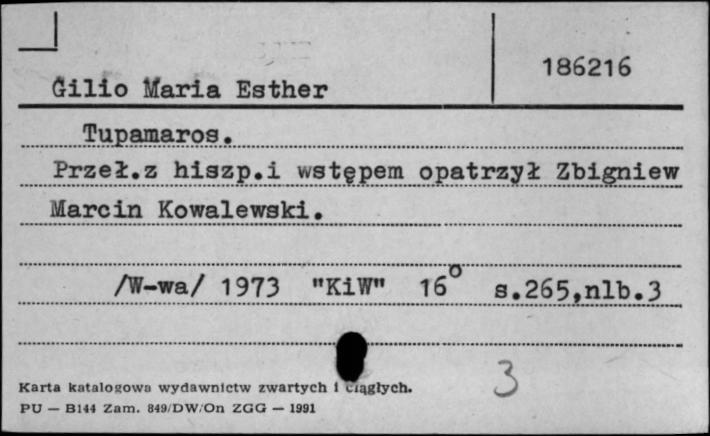 186216
Gilio Maria Esther
Tupamaros.
Przeł.z hiszp.i wstępem opatrzył Zbigniew
Marcin Kowalewski.
/W-wa/ 1973 "KiW" 16° s.265,nlb.3
3
Karta katalogowa wydawnictw zwartych i ciągłych.
PU — B144 Zam. 849/DW/On ZGG — 1991